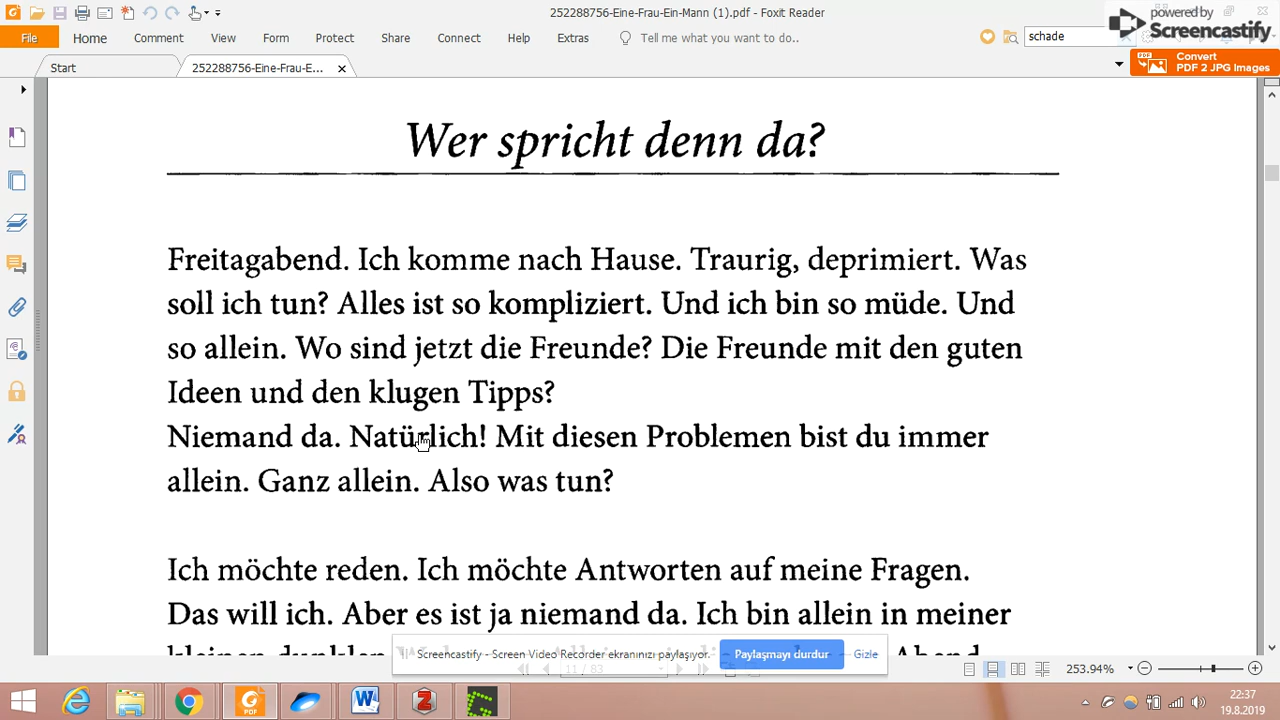 252288756-Eine-Frau-Ein-Mann (1).pdf - Foxit Reader
powered by
Screencastify
File Home Comment View Form Protect Share Connect Help Extras Tell me what you want to do.. schade
Start 252288756-Eine-Frau-E... Convert
PDF 2 JPG Images
Wer spricht denn da?
Freitagabend. Ich komme nach Hause. Traurig, deprimiert. Was
soll ich tun? Alles ist so kompliziert. Und ich bin so müde. Und
so allein. Wo sind jetzt die Freunde? Die Freunde mit den guten
Ideen und den klugen Tipps?
Niemand da. Natürlich! Mit diesen Problemen bist du immer
allein. Ganz allein. Also was tun?
Ich möchte reden. Ich möchte Antworten auf meine Fragen.
Das will ich. Aber es ist ja niemand da. Ich bin allein in meiner
kleinen, dunklen Abend
Screencastify - Screen Video Recorder ekranınızı paylaşıyor. Paylaşmayı durdur Gizle
11 / 83 253.94%
22:37
19.8.2019